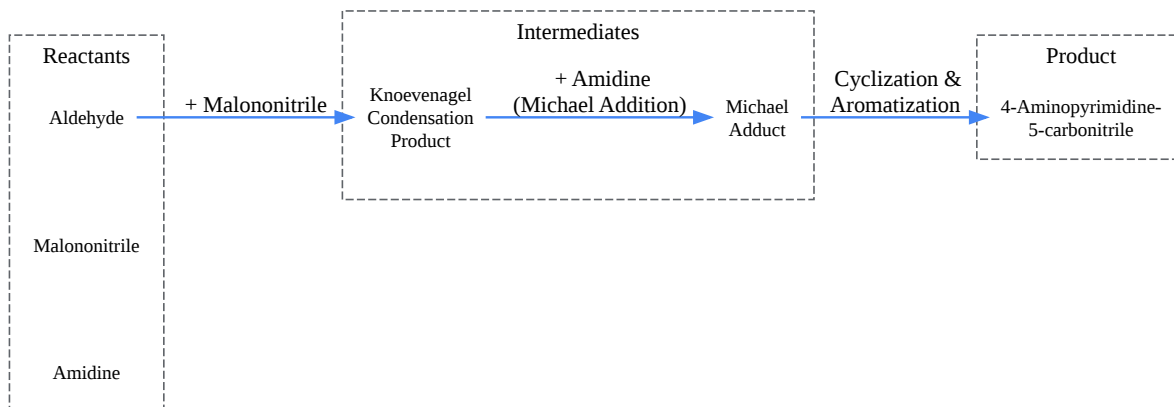 Reactants
Aldehyde
Malononitrile
Amidine
+ Malononitrile
Intermediates
Knoevenagel
Condensation
Product
+ Amidine
(Michael Addition)
Michael
Adduct
Cyclization &
Aromatization
Product
4-Aminopyrimidine-
5-carbonitrile